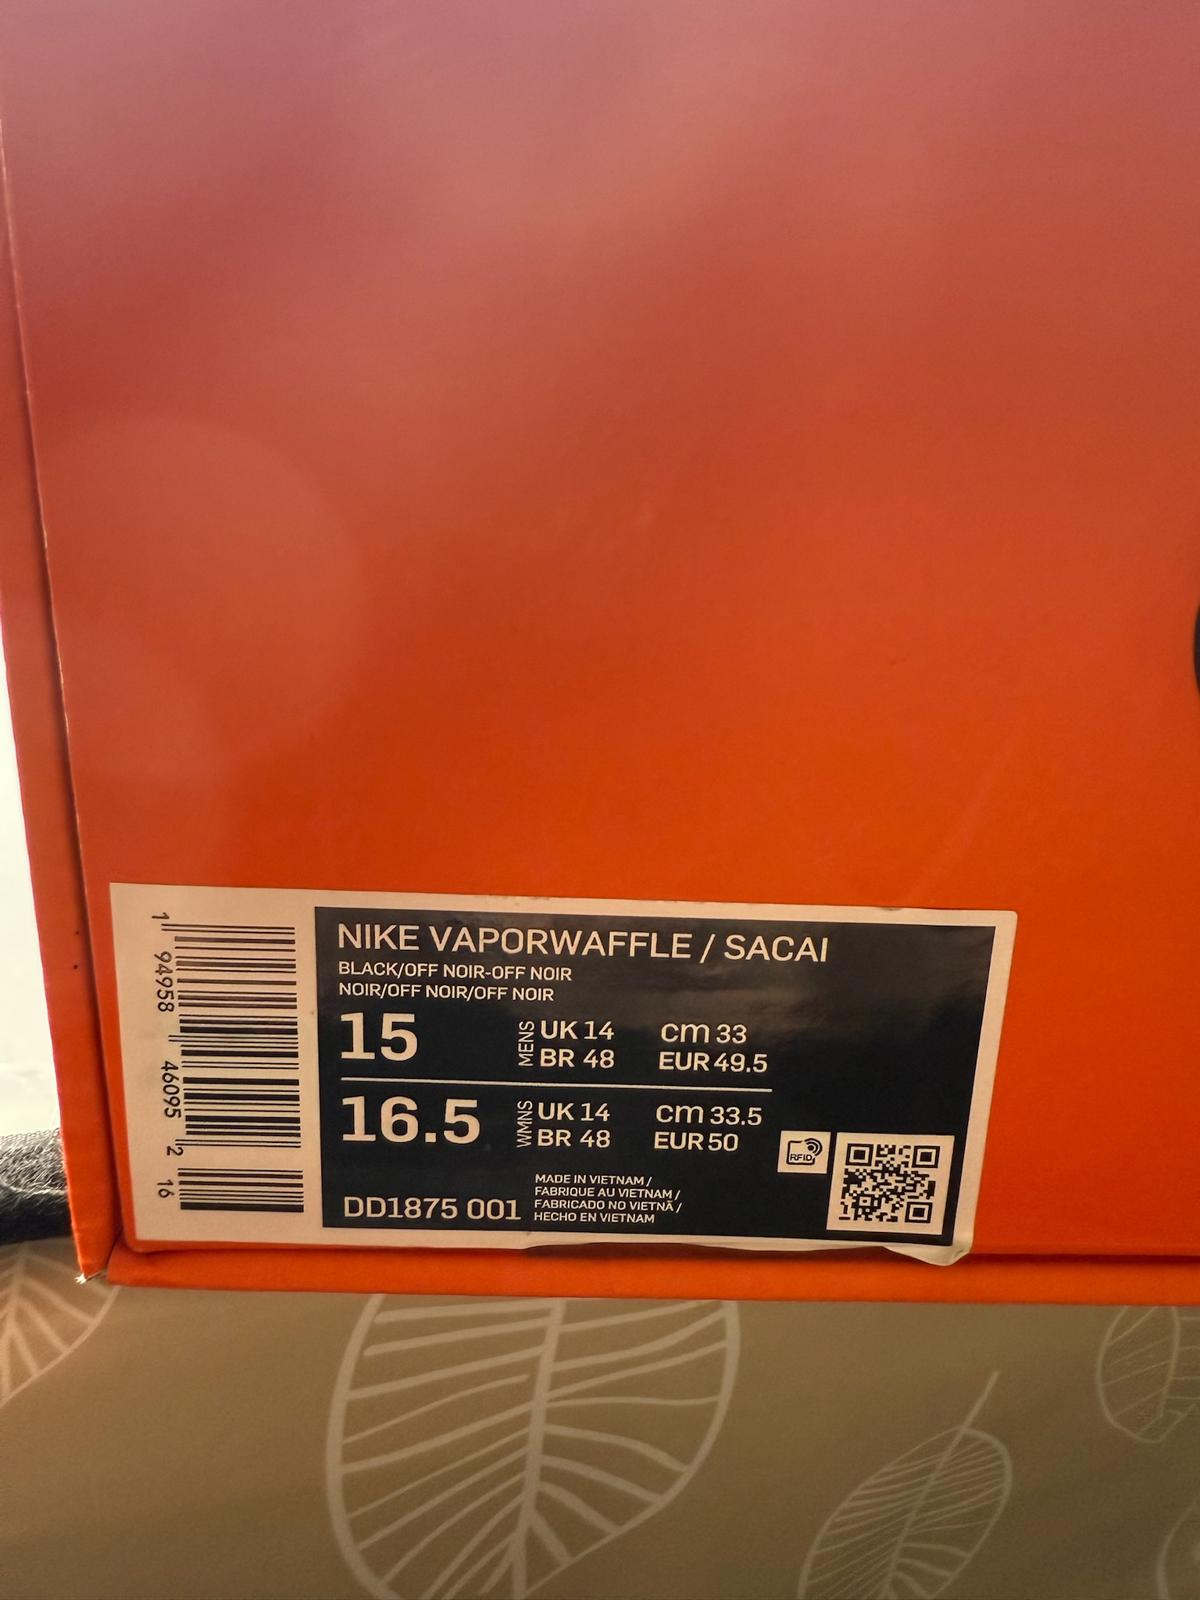 NIKE VAPORWAFFLE / SACAI
BLACK/OFF NOIR-OFF NOIR
NOIR/OFF NOIR/OFF NOIR
15 MENS UK 14 cm 33
BR 48 EUR 49.5
16.5 WMNS UK 14 cm 33.5
BR 48 EUR 50
RFID
DD1875 001
MADE IN VIETNAM /
FABRIQUE AU VIETNAM /
FABRICADO NO VIETNÃ /
HECHO EN VIETNAM
1 94958 46095 2 16